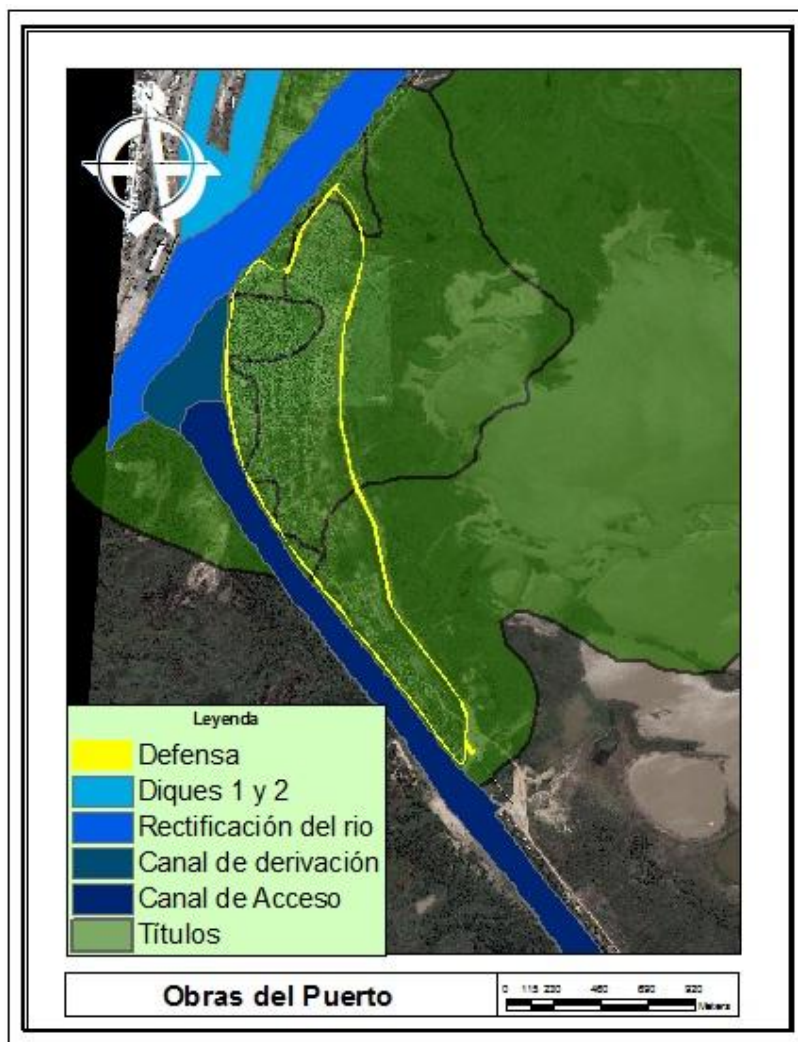 Leyenda
Defensa
Diques 1 y 2
Rectificación del rio
Canal de derivación
Canal de Acceso
Títulos
Obras del Puerto
0 115 230 460 690 920
Meters